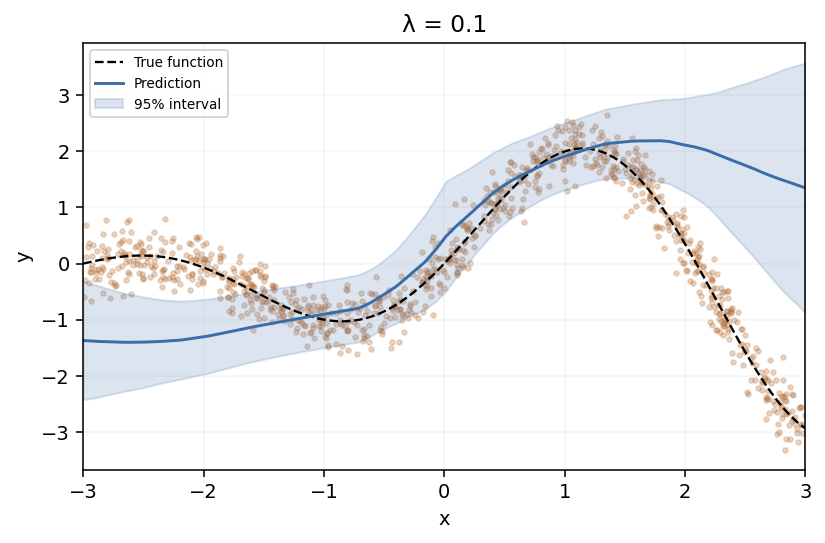 λ = 0.1
True function
Prediction
95% interval
y
3
2
1
0
−1
−2
−3
−3 −2 −1 0 1 2 3
x